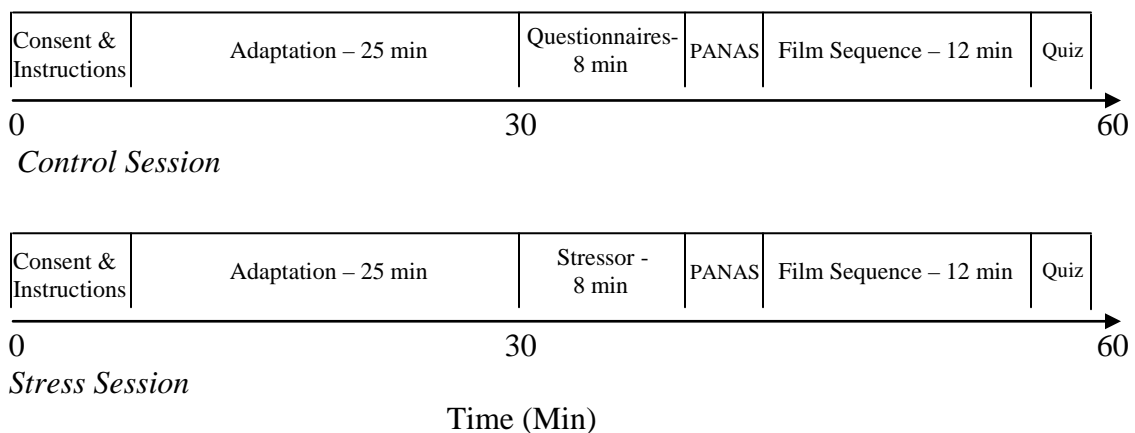 Consent &
Instructions
Adaptation – 25 min
Questionnaires-
8 min
PANAS
Film Sequence – 12 min
Quiz
0
30
60
Control Session
Consent &
Instructions
Adaptation – 25 min
Stressor -
8 min
PANAS
Film Sequence – 12 min
Quiz
0
30
60
Stress Session
Time (Min)